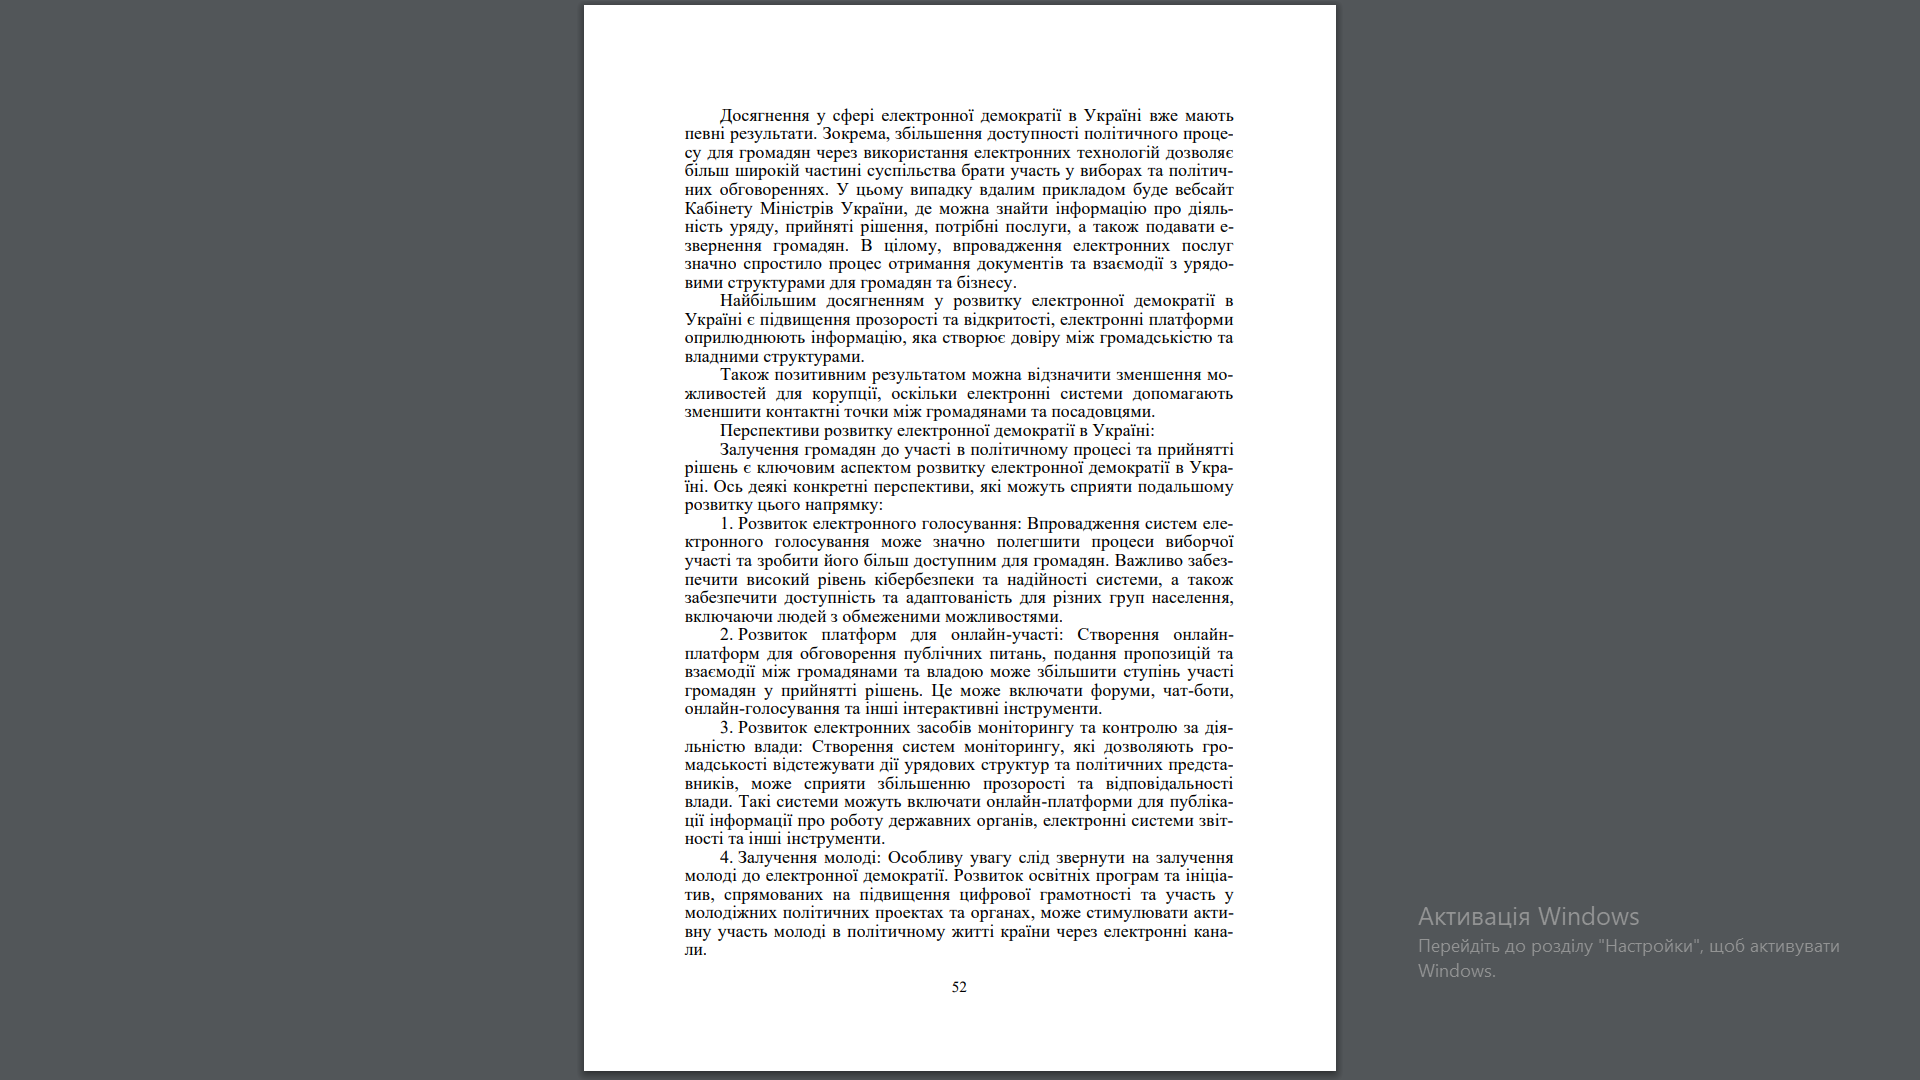 Досягнення у сфері електронної демократії в Україні вже мають
певні результати. Зокрема, збільшення доступності політичного проце-
су для громадян через використання електронних технологій дозволяє
більш широкій частині суспільства брати участь у виборах та політич-
них обговореннях. У цьому випадку вдалим прикладом буде вебсайт
Кабінету Міністрів України, де можна знайти інформацію про діяль-
ність уряду, прийняті рішення, потрібні послуги, а також подавати е-
звернення громадян. В цілому, впровадження електронних послуг
значно спростило процес отримання документів та взаємодії з урядо-
вими структурами для громадян та бізнесу.
Найбільшим досягненням у розвитку електронної демократії в
Україні є підвищення прозорості та відкритості, електронні платформи
оприлюднюють інформацію, яка створює довіру між громадськістю та
владними структурами.
Також позитивним результатом можна відзначити зменшення мо-
жливостей для корупції, оскільки електронні системи допомагають
зменшити контактні точки між громадянами та посадовцями.
Перспективи розвитку електронної демократії в Україні:
Залучення громадян до участі в політичному процесі та прийнятті
рішень є ключовим аспектом розвитку електронної демократії в Укра-
їні. Ось деякі конкретні перспективи, які можуть сприяти подальшому
розвитку цього напрямку:
1. Розвиток електронного голосування: Впровадження систем еле-
ктронного голосування може значно полегшити процеси виборчої
участі та зробити його більш доступним для громадян. Важливо забез-
печити високий рівень кібербезпеки та надійності системи, а також
забезпечити доступність та адаптованість для різних груп населення,
включаючи людей з обмеженими можливостями.
2. Розвиток платформ для онлайн-участі: Створення онлайн-
платформ для обговорення публічних питань, подання пропозицій та
взаємодії між громадянами та владою може збільшити ступінь участі
громадян у прийнятті рішень. Це може включати форуми, чат-боти,
онлайн-голосування та інші інтерактивні інструменти.
3. Розвиток електронних засобів моніторингу та контролю за дія-
льністю влади: Створення систем моніторингу, які дозволяють гро-
мадськості відстежувати дії урядових структур та політичних предста-
вників, може сприяти збільшенню прозорості та відповідальності
влади. Такі системи можуть включати онлайн-платформи для публіка-
ції інформації про роботу державних органів, електронні системи звіт-
ності та інші інструменти.
4. Залучення молоді: Особливу увагу слід звернути на залучення
молоді до електронної демократії. Розвиток освітніх програм та ініціа-
тив, спрямованих на підвищення цифрової грамотності та участь у
молодіжних політичних проектах та органах, може стимулювати акти-
вну участь молоді в політичному житті країни через електронні кана-
ли.
52
Активація Windows
Перейдіть до розділу "Настройки", щоб активувати
Windows.